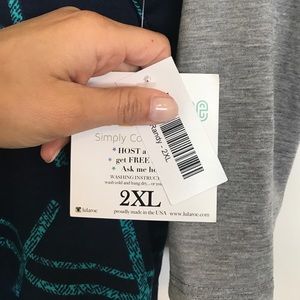 Simply Co
HOST a
get FREE
Ask me ho
WASHING INSTRUCT
wash cold and hang dry... or you
2XL
proudly made in the USA www.lularoe.com
lularoe
Randy - 2XL